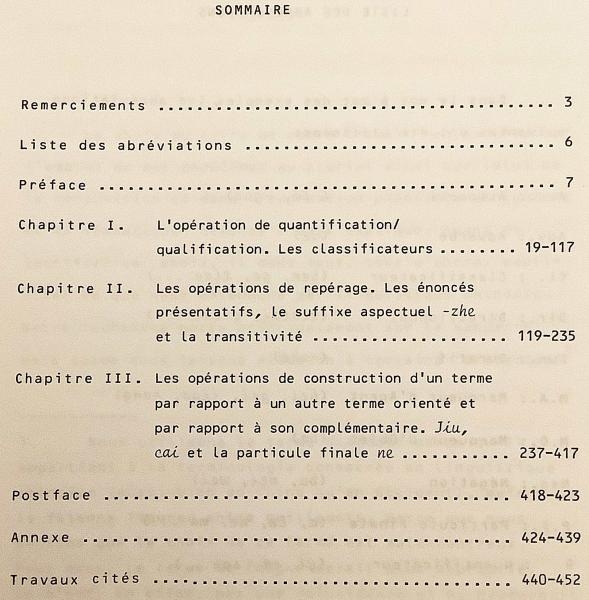 SOMMAIRE
Remerciements ........................................ 3
Liste des abréviations ............................... 6
Préface .............................................. 7
Chapitre I. L'opération de quantification/
qualification. Les classificateurs ........ 19-117
Chapitre II. Les opérations de repérage. Les énoncés
présentatifs, le suffixe aspectuel -zhe
et la transitivité .................... 119-235
Chapitre III. Les opérations de construction d'un terme
par rapport à un autre terme orienté et
par rapport à son complémentaire. Jiu,
cai et la particule finale ne ........... 237-417
Postface ........................................ 418-423
Annexe .......................................... 424-439
Travaux cités ................................... 440-452